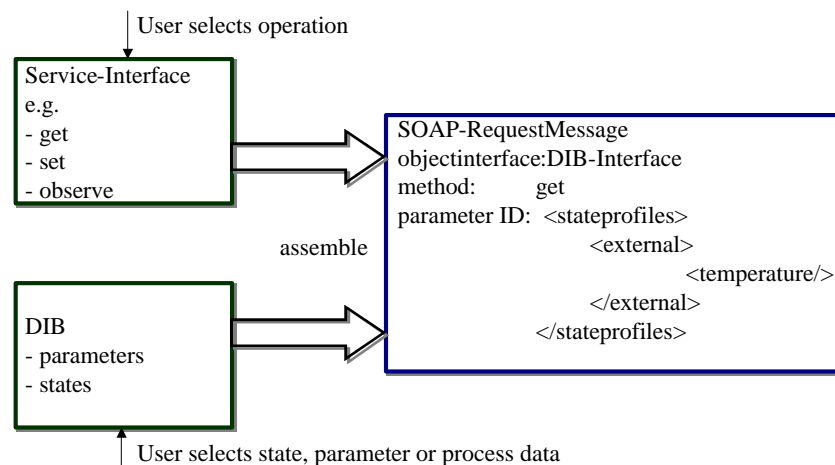 User selects operation
Service-Interface
e.g.
- get
- set
- observe
SOAP-RequestMessage
objectinterface:DIB-Interface
method: get
parameter ID: <stateprofiles>
<external>
<temperature/>
</external>
</stateprofiles>
assemble
DIB
- parameters
- states
User selects state, parameter or process data